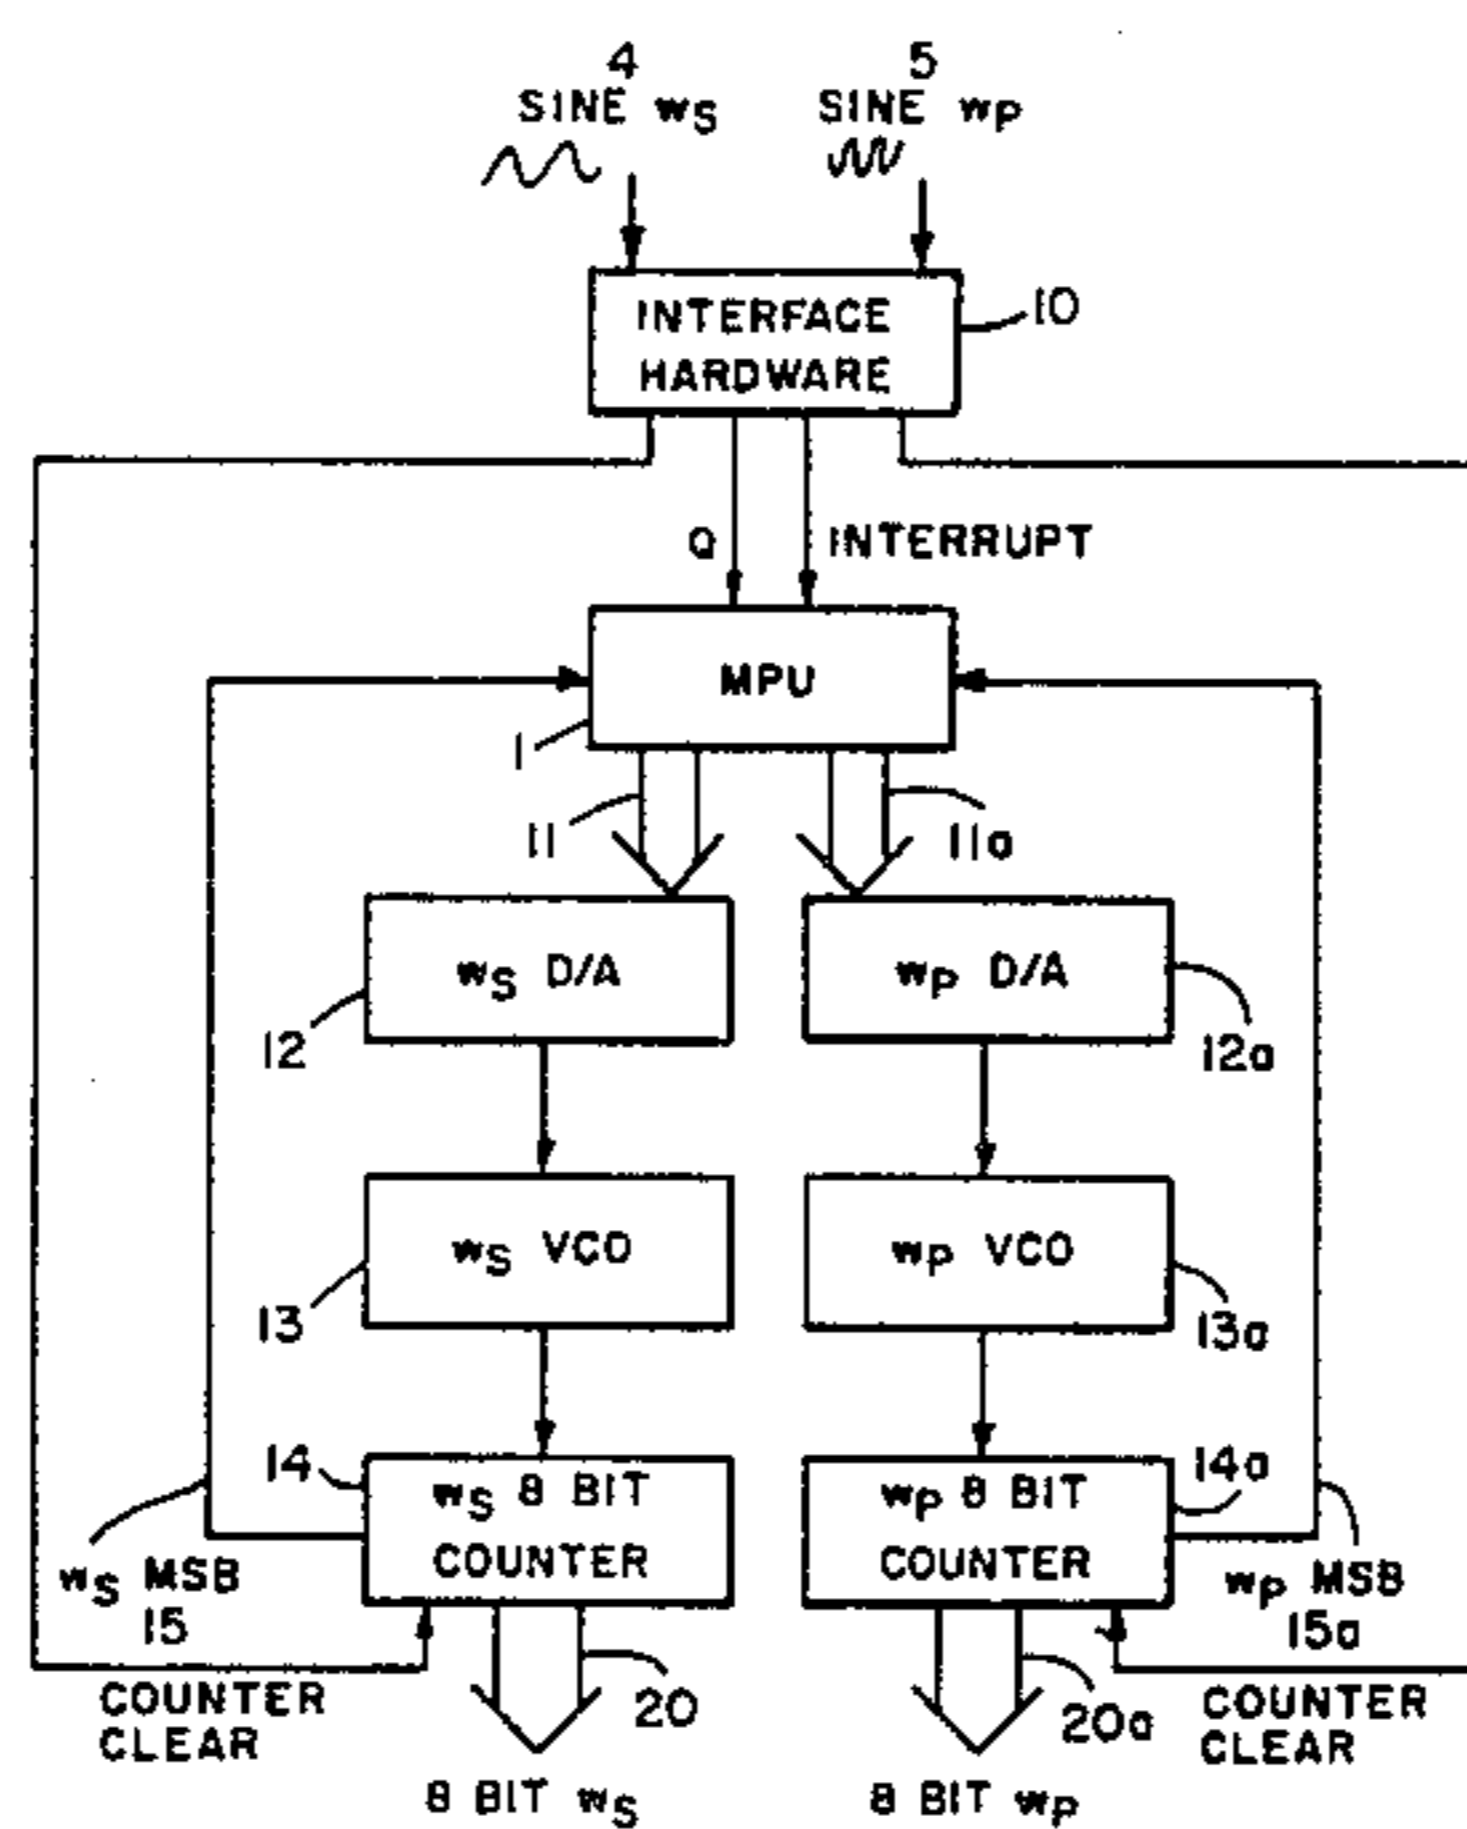 4
SINE wS
5
SINE wP
INTERFACE
HARDWARE
10
Q
INTERRUPT
MPU
1
11
11a
wS D/A
wP D/A
12
12a
wS VCO
wP VCO
13
13a
14
wS 8 BIT
COUNTER
wP 8 BIT
COUNTER
14a
wS MSB
15
wP MSB
15a
COUNTER
CLEAR
20
20a
COUNTER
CLEAR
8 BIT wS
8 BIT wP